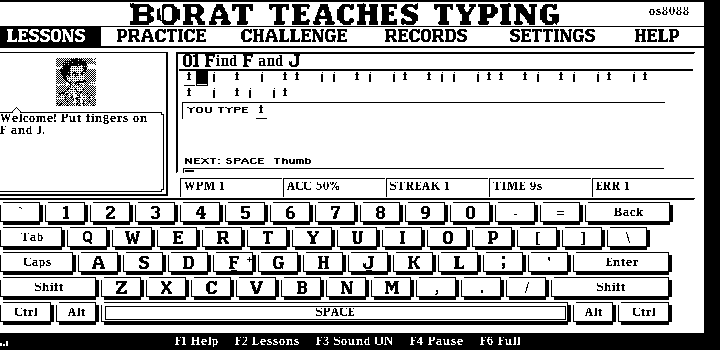 BORAT TEACHES TYPING
os8088
LESSONS PRACTICE CHALLENGE RECORDS SETTINGS HELP
01 Find F and J
Welcome! Put fingers on
F and J.
YOU TYPE f
NEXT: SPACE Thumb
WPM 1 ACC 50% STREAK 1 TIME 9s ERR 1
` 1 2 3 4 5 6 7 8 9 0 - = Back
Tab Q W E R T Y U I O P [ ] \
Caps A S D F G H J K L ; ' Enter
Shift Z X C V B N M , . / Shift
Ctrl Alt SPACE Alt Ctrl
F1 Help F2 Lessons F3 Sound ON F4 Pause F6 Full